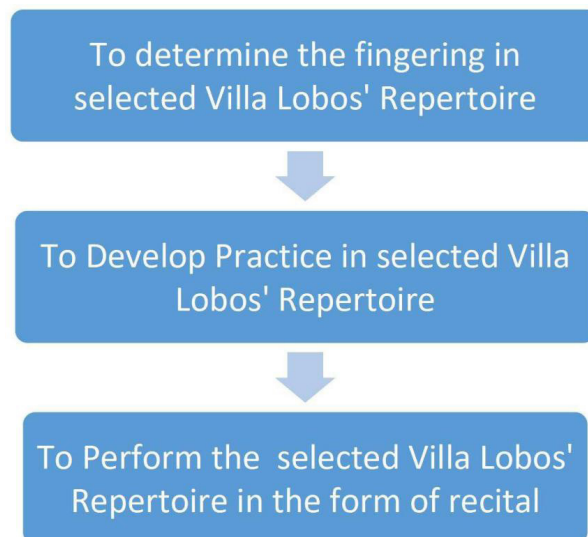 To determine the fingering in
selected Villa Lobos' Repertoire
To Develop Practice in selected Villa
Lobos' Repertoire
To Perform the selected Villa Lobos'
Repertoire in the form of recital